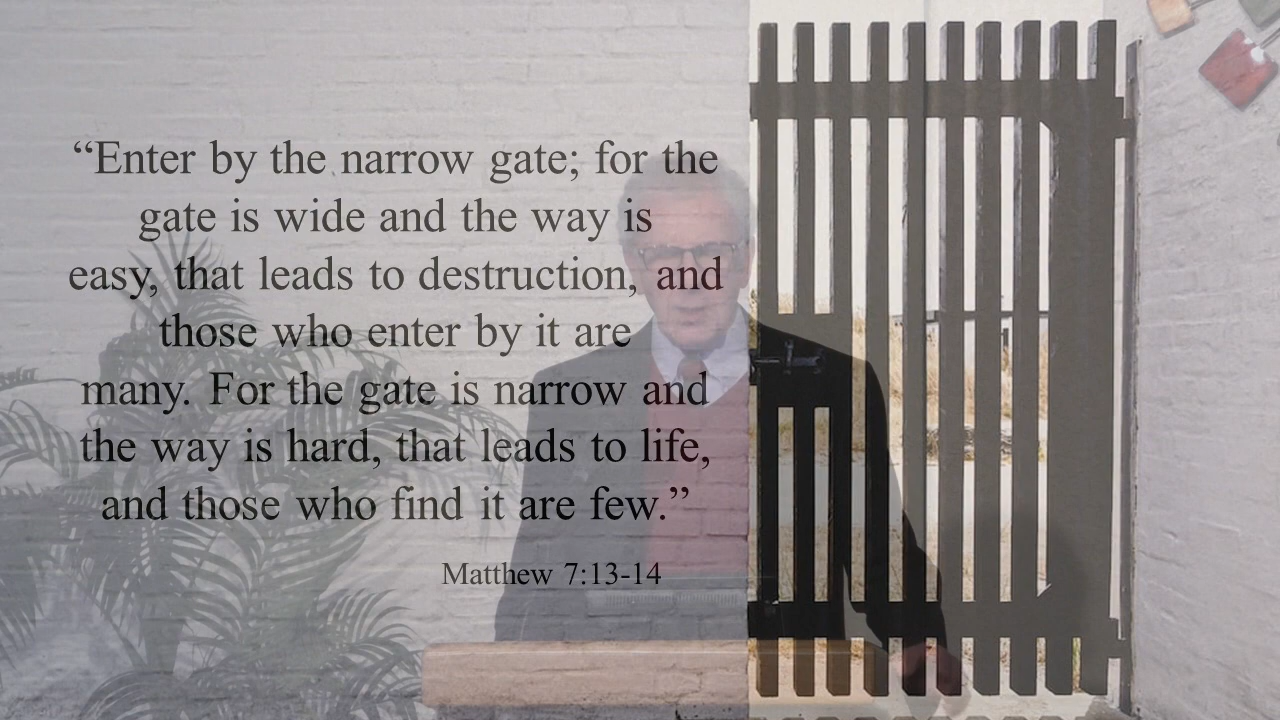 “Enter by the narrow gate; for the
gate is wide and the way is
easy, that leads to destruction, and
those who enter by it are
many. For the gate is narrow and
the way is hard, that leads to life,
and those who find it are few.”
Matthew 7:13-14